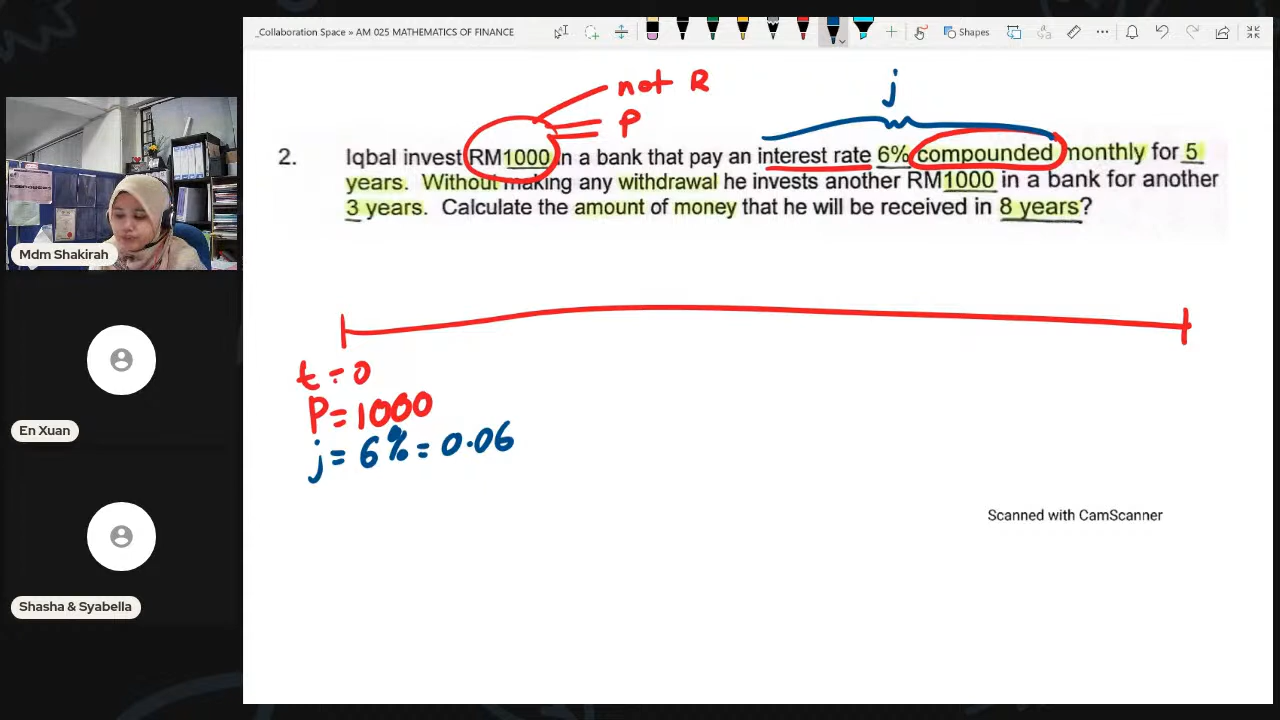 _Collaboration Space » AM 025 MATHEMATICS OF FINANCE
Shapes
not R
P
j
2. Iqbal invest RM1000 in a bank that pay an interest rate 6% compounded monthly for 5
years. Without making any withdrawal he invests another RM1000 in a bank for another
3 years. Calculate the amount of money that he will be received in 8 years?
Mdm Shakirah
t = 0
P = 1000
j = 6% = 0.06
En Xuan
Scanned with CamScanner
Shasha & Syabella